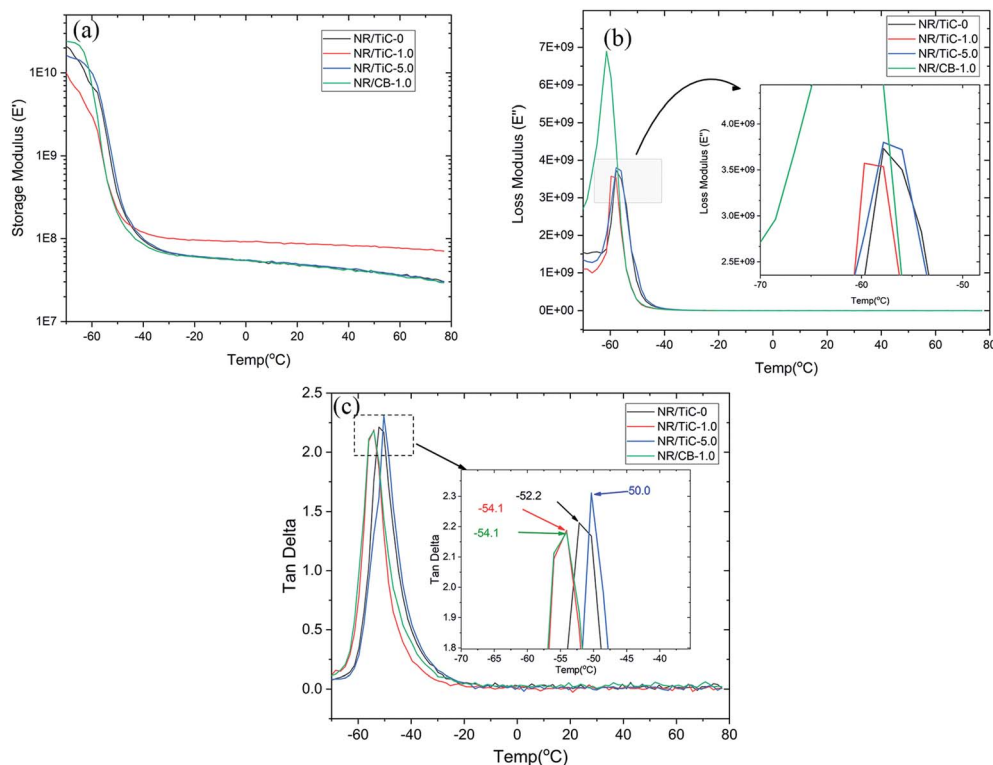 (a)
NR/TiC-0
NR/TiC-1.0
NR/TiC-5.0
NR/CB-1.0
Storage Modulus (E')
1E10
1E9
1E8
1E7
-60 -40 -20 0 20 40 60 80
Temp(°C)
(b)
NR/TiC-0
NR/TiC-1.0
NR/TiC-5.0
NR/CB-1.0
Loss Modulus (E")
7E+09
6E+09
5E+09
4E+09
3E+09
2E+09
1E+09
0E+00
-60 -40 -20 0 20 40 60 80
Temp(°C)
Loss Modulus (E")
4.0E+09
3.5E+09
3.0E+09
2.5E+09
-70 -60 -50
Temp(°C)
(c)
NR/TiC-0
NR/TiC-1.0
NR/TiC-5.0
NR/CB-1.0
Tan Delta
2.5
2.0
1.5
1.0
0.5
0.0
-60 -40 -20 0 20 40 60 80
Temp(°C)
Tan Delta
2.3
2.2
2.1
2.0
1.9
1.8
-70 -65 -60 -55 -50 -45 -40
Temp(°C)
-52.2
-50.0
-54.1
-54.1